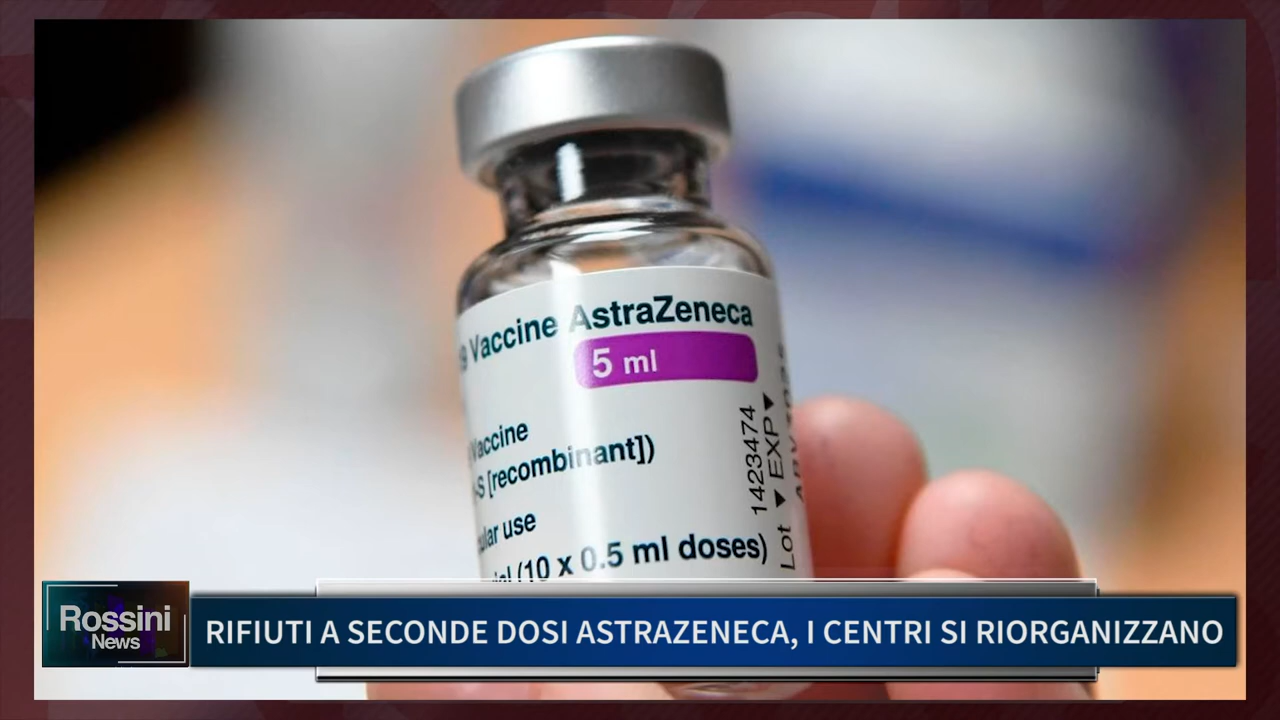 Vaccine AstraZeneca
5 ml
Vaccine
-S [recombinant])
use
(10 x 0.5 ml doses)
1423474
EXP
Lot
Rossini
News
RIFIUTI A SECONDE DOSI ASTRAZENECA, I CENTRI SI RIORGANIZZANO